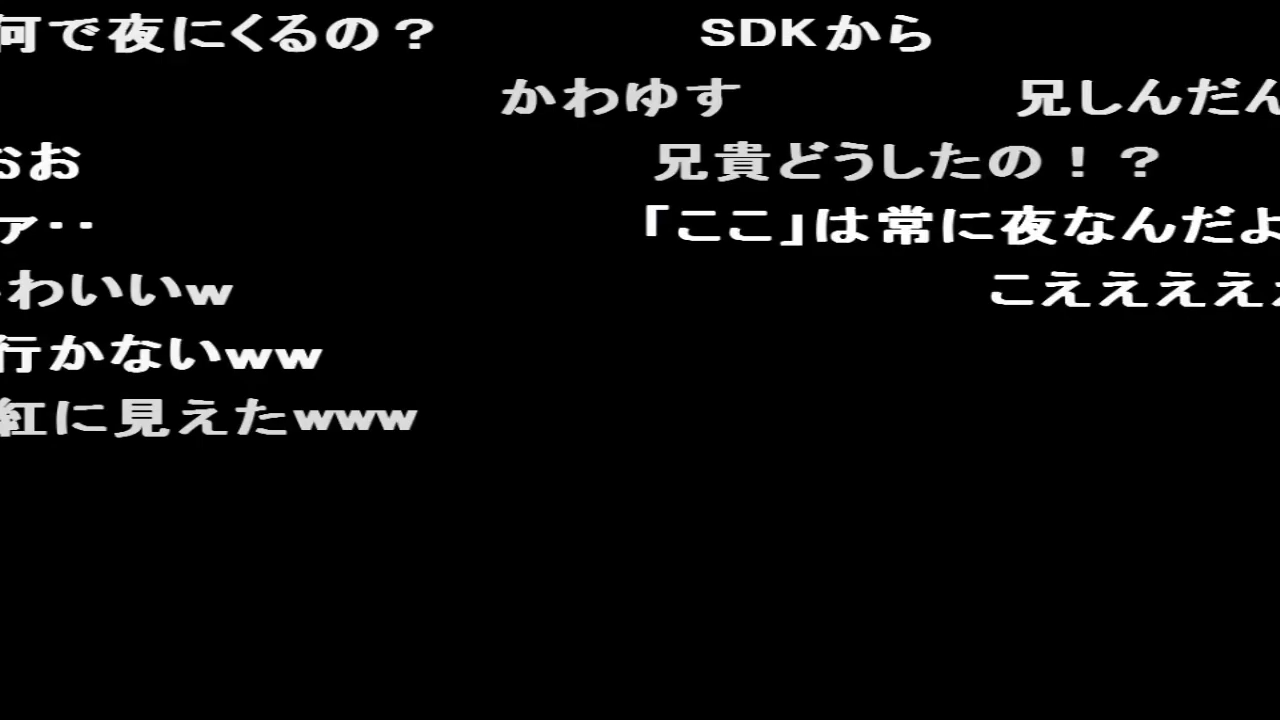 何で夜にくるの？ SDKから
かわゆす 兄しんだん
おお 兄貴どうしたの！？
ァ‥ 「ここ」は常に夜なんだよ
わいいw こええええ
行かないww
紅に見えたwww